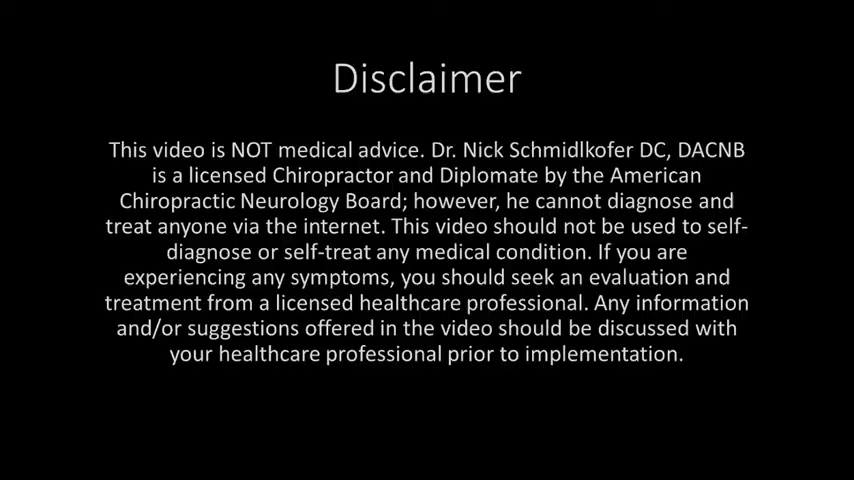 Disclaimer
This video is NOT medical advice. Dr. Nick Schmidlkofer DC, DACNB
is a licensed Chiropractor and Diplomate by the American
Chiropractic Neurology Board; however, he cannot diagnose and
treat anyone via the internet. This video should not be used to self-
diagnose or self-treat any medical condition. If you are
experiencing any symptoms, you should seek an evaluation and
treatment from a licensed healthcare professional. Any information
and/or suggestions offered in the video should be discussed with
your healthcare professional prior to implementation.